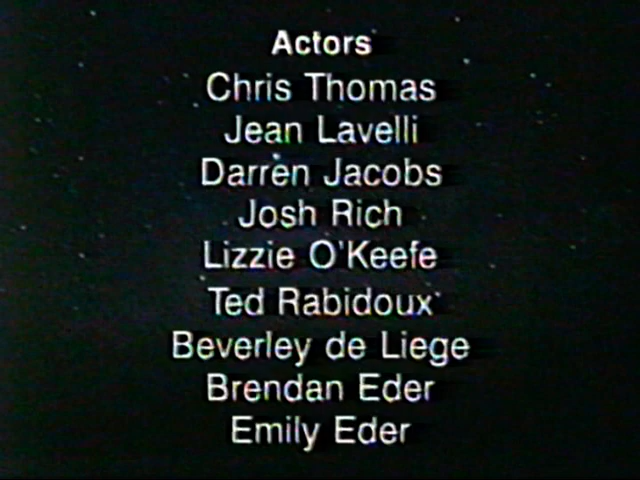 Actors
Chris Thomas
Jean Lavelli
Darren Jacobs
Josh Rich
Lizzie O'Keefe
Ted Rabidoux
Beverley de Liege
Brendan Eder
Emily Eder